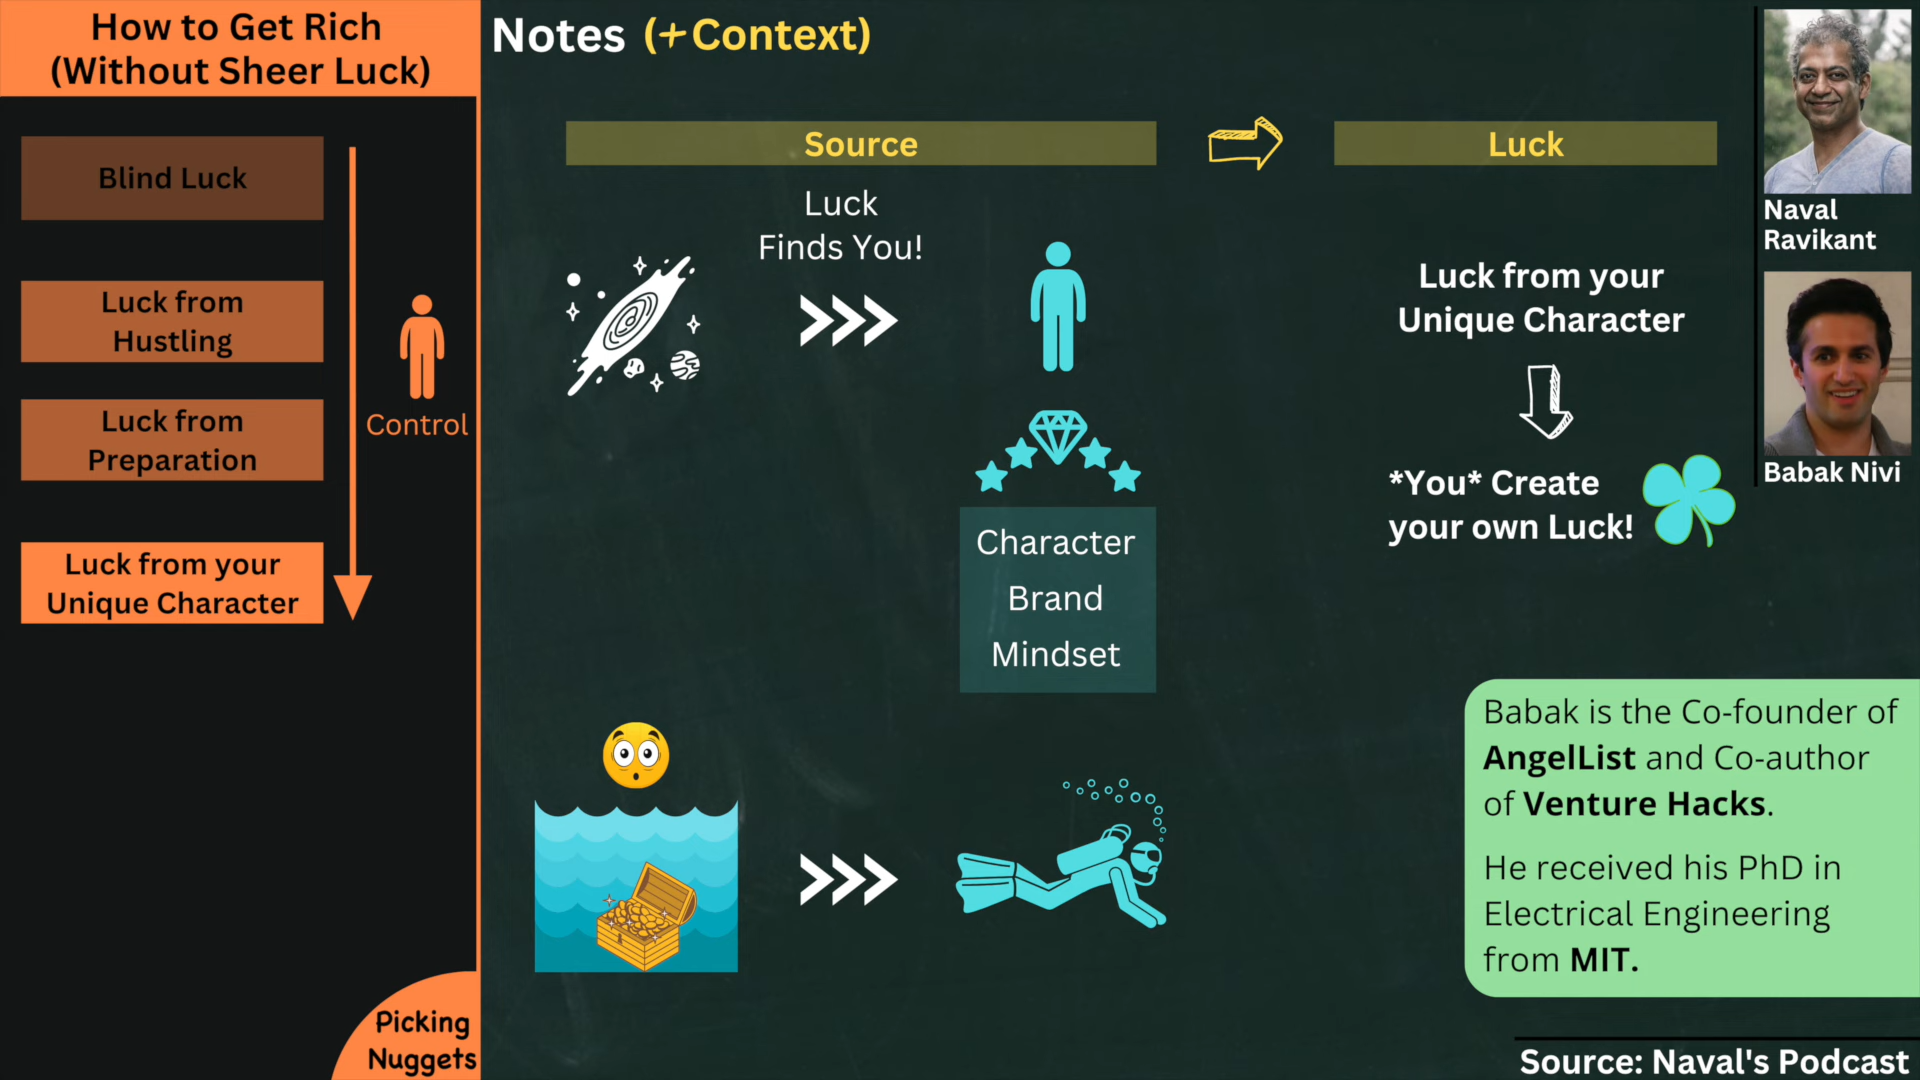 How to Get Rich
(Without Sheer Luck)
Blind Luck
Luck from
Hustling
Luck from
Preparation
Luck from your
Unique Character
Control
Picking
Nuggets
Notes (+Context)
Source
Luck
Luck
Finds You!
Character
Brand
Mindset
Luck from your
Unique Character
*You* Create
your own Luck!
Naval
Ravikant
Babak Nivi
Babak is the Co-founder of
AngelList and Co-author
of Venture Hacks.
He received his PhD in
Electrical Engineering
from MIT.
Source: Naval's Podcast